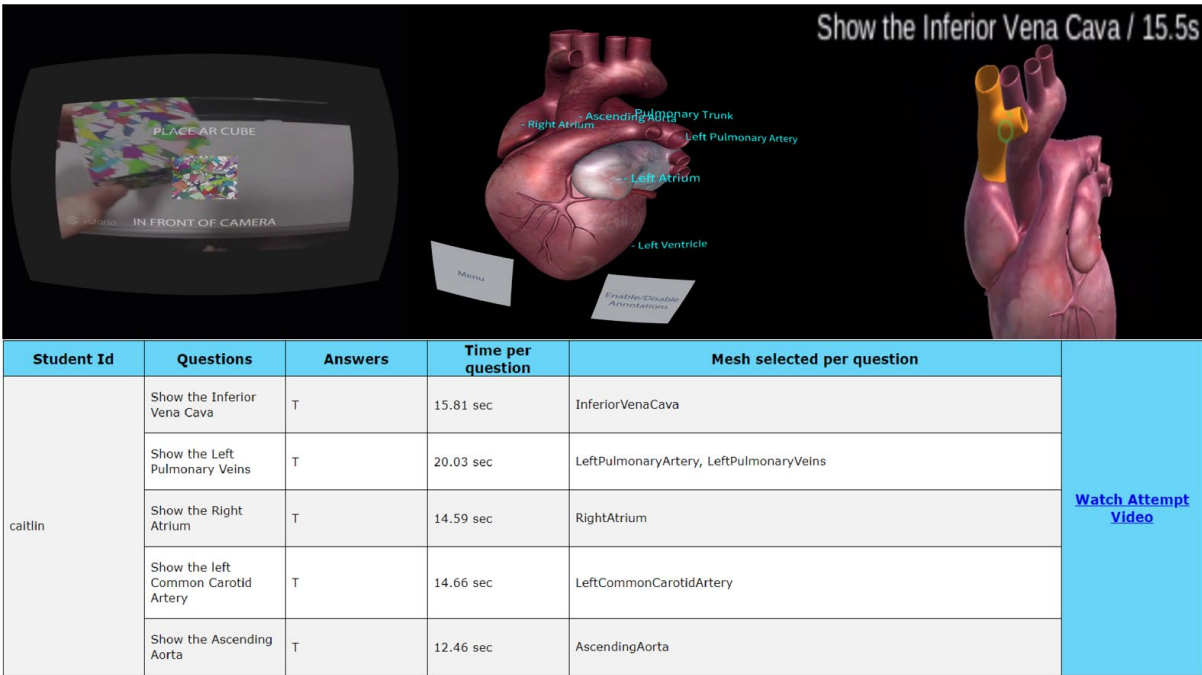 PLACE AR CUBE
vuforia
IN FRONT OF CAMERA
- Right Atrium
- Ascending Aorta
Pulmonary Trunk
Left Pulmonary Artery
- Left Atrium
- Left Ventricle
Menu
Enable/Disable
Annotations
Show the Inferior Vena Cava / 15.5s
Student Id
Questions
Answers
Time per
question
Mesh selected per question
caitlin
Show the Inferior
Vena Cava
T
15.81 sec
InferiorVenaCava
Show the Left
Pulmonary Veins
T
20.03 sec
LeftPulmonaryArtery, LeftPulmonaryVeins
Show the Right
Atrium
T
14.59 sec
RightAtrium
Show the left
Common Carotid
Artery
T
14.66 sec
LeftCommonCarotidArtery
Show the Ascending
Aorta
T
12.46 sec
AscendingAorta
Watch Attempt
Video